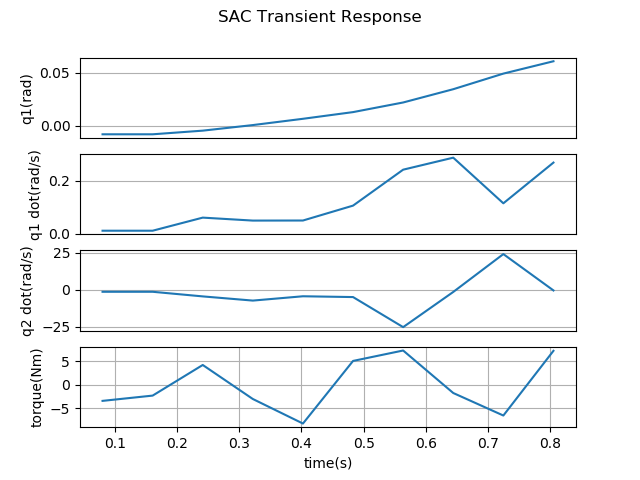 SAC Transient Response
q1(rad)
0.05
0.00
q1 dot(rad/s)
0.2
0.0
q2 dot(rad/s)
25
0
−25
torque(Nm)
5
0
−5
0.1 0.2 0.3 0.4 0.5 0.6 0.7 0.8
time(s)